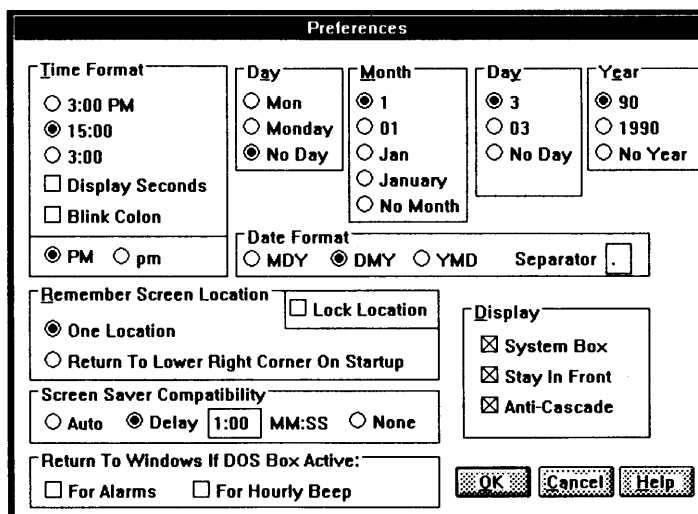 Preferences
Time Format
3:00 PM
15:00
3:00
Display Seconds
Blink Colon
PM pm
Day
Mon
Monday
No Day
Month
1
01
Jan
January
No Month
Day
3
03
No Day
Year
90
1990
No Year
Date Format
MDY DMY YMD Separator .
Remember Screen Location
Lock Location
One Location
Return To Lower Right Corner On Startup
Display
System Box
Stay In Front
Anti-Cascade
Screen Saver Compatibility
Auto Delay 1:00 MM:SS None
Return To Windows If DOS Box Active:
For Alarms For Hourly Beep
OK Cancel Help